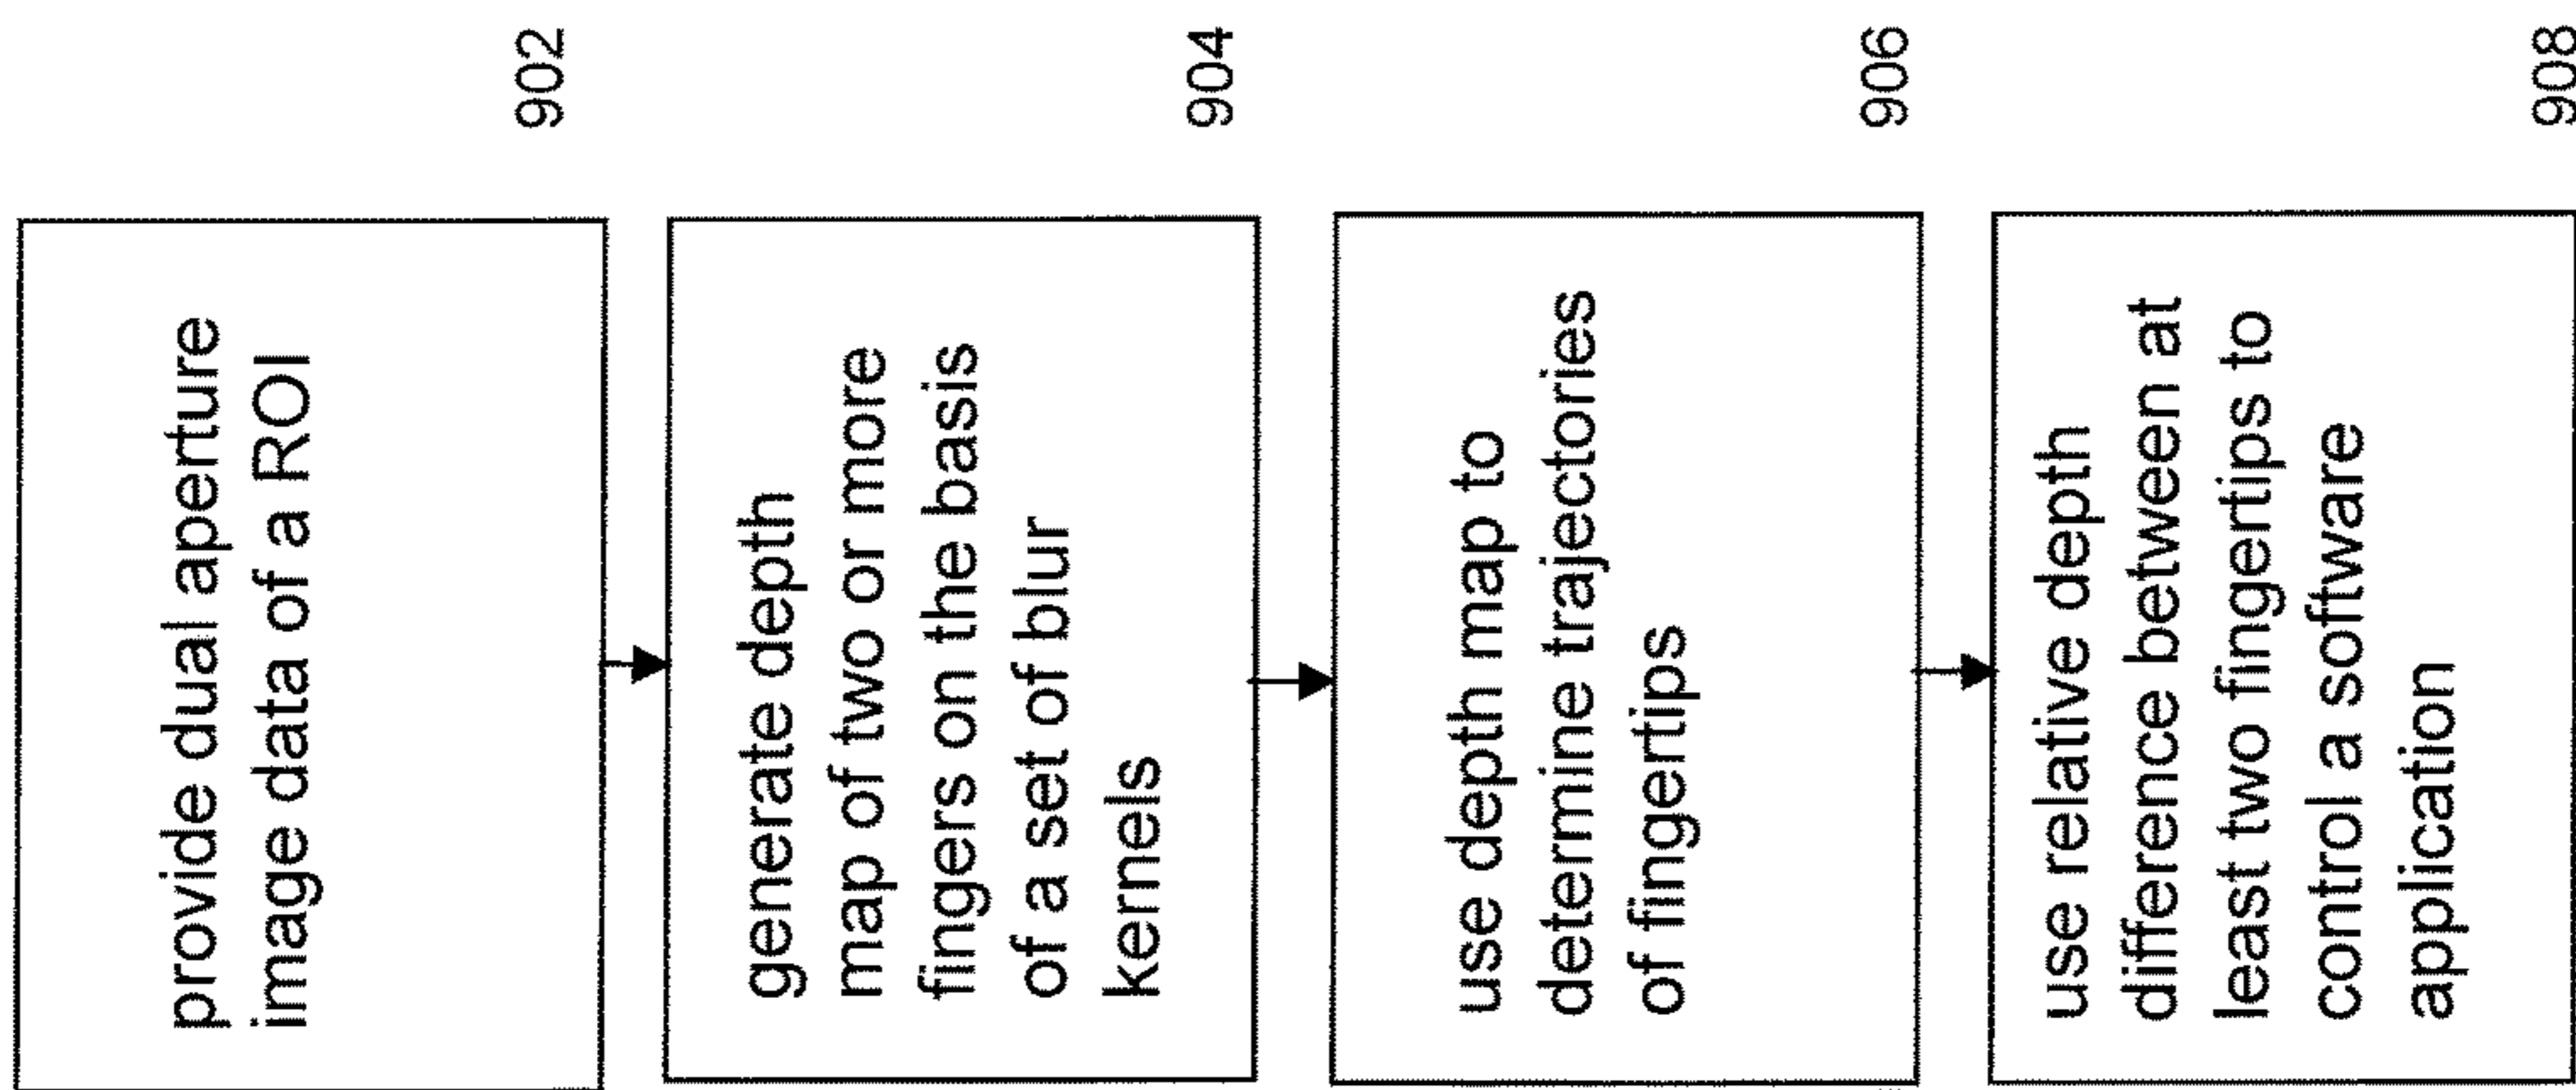 provide dual aperture
image data of a ROI
902
generate depth
map of two or more
fingers on the basis
of a set of blur
kernels
904
use depth map to
determine trajectories
of fingertips
906
use relative depth
difference between at
least two fingertips to
control a software
application
908